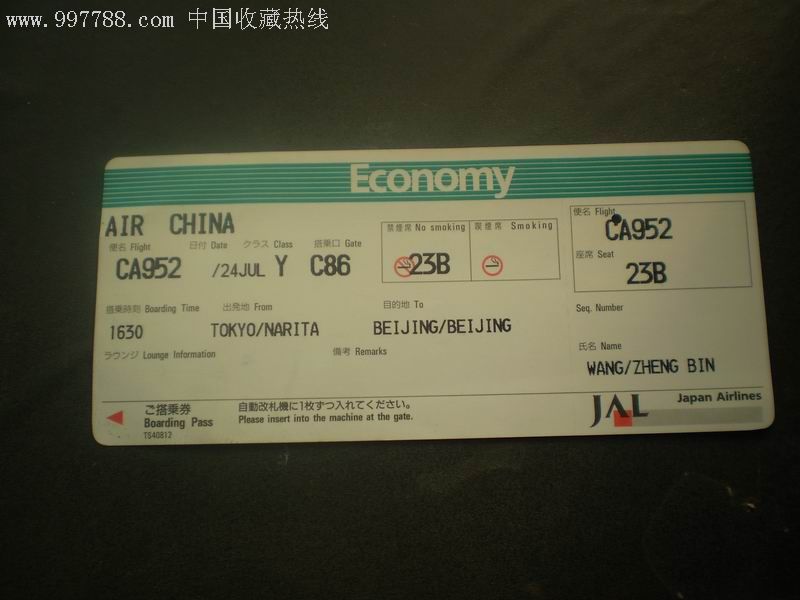 www.997788.com 中国收藏热线
Economy
AIR CHINA
便名 Flight 日付 Date クラス Class 搭乗口 Gate
CA952 /24JUL Y C86
禁煙席 No smoking 喫煙席 Smoking
23B
便名 Flight
CA952
座席 Seat
23B
搭乗時刻 Boarding Time 出発地 From 目的地 To
1630 TOKYO/NARITA BEIJING/BEIJING
ラウンジ Lounge Information 備考 Remarks
Seq. Number
氏名 Name
WANG/ZHENG BIN
ご搭乗券 自動改札機に1枚ずつ入れてください。
Boarding Pass Please insert into the machine at the gate.
TS40812
JAL Japan Airlines